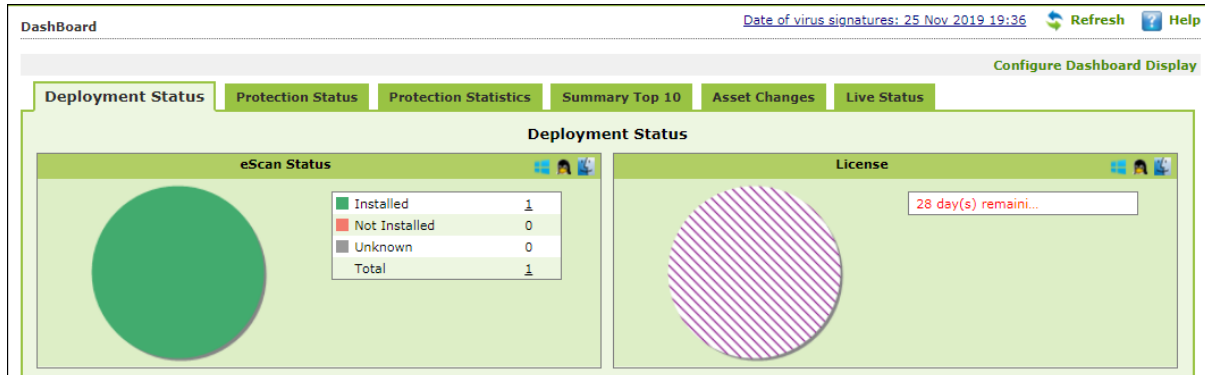 DashBoard
Date of virus signatures: 25 Nov 2019 19:36 Refresh Help
Configure Dashboard Display
Deployment Status Protection Status Protection Statistics Summary Top 10 Asset Changes Live Status
Deployment Status
eScan Status
Installed 1
Not Installed 0
Unknown 0
Total 1
License
28 day(s) remaini...